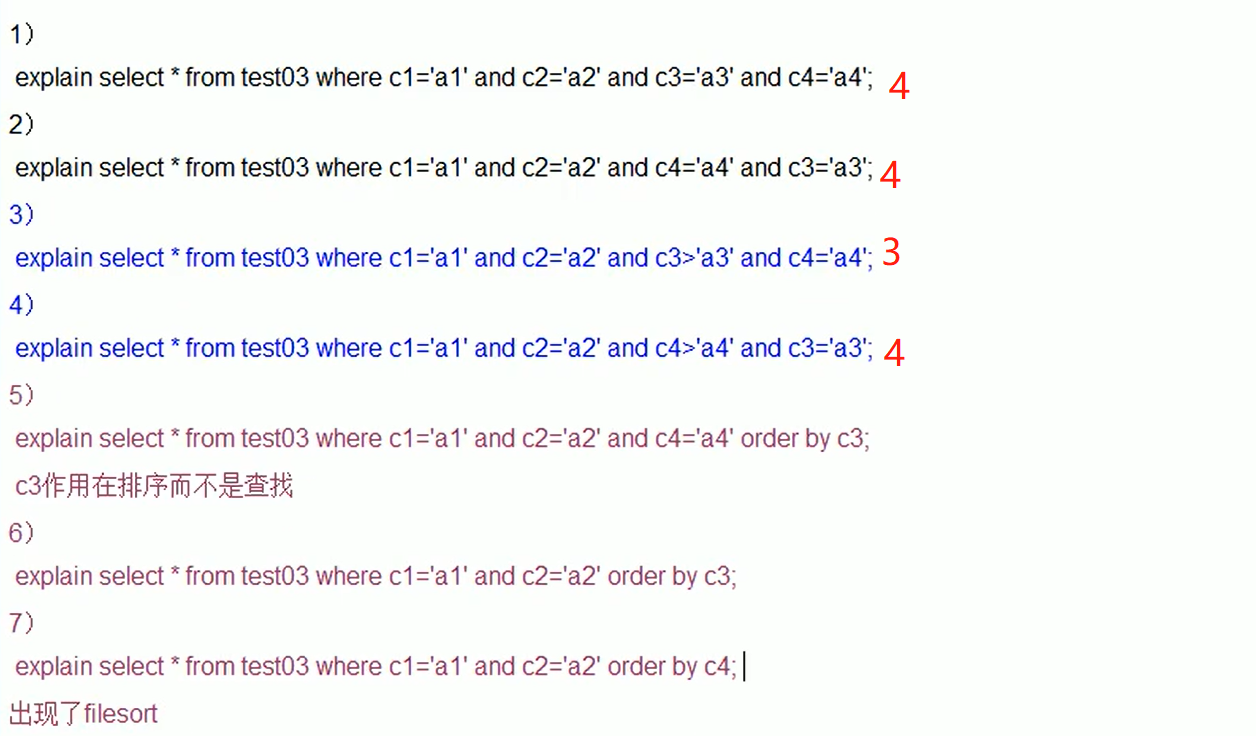 1）
explain select * from test03 where c1='a1' and c2='a2' and c3='a3' and c4='a4'; 4
2）
explain select * from test03 where c1='a1' and c2='a2' and c4='a4' and c3='a3'; 4
3）
explain select * from test03 where c1='a1' and c2='a2' and c3>'a3' and c4='a4'; 3
4）
explain select * from test03 where c1='a1' and c2='a2' and c4>'a4' and c3='a3'; 4
5）
explain select * from test03 where c1='a1' and c2='a2' and c4='a4' order by c3;
c3作用在排序而不是查找
6）
explain select * from test03 where c1='a1' and c2='a2' order by c3;
7）
explain select * from test03 where c1='a1' and c2='a2' order by c4;
出现了filesort